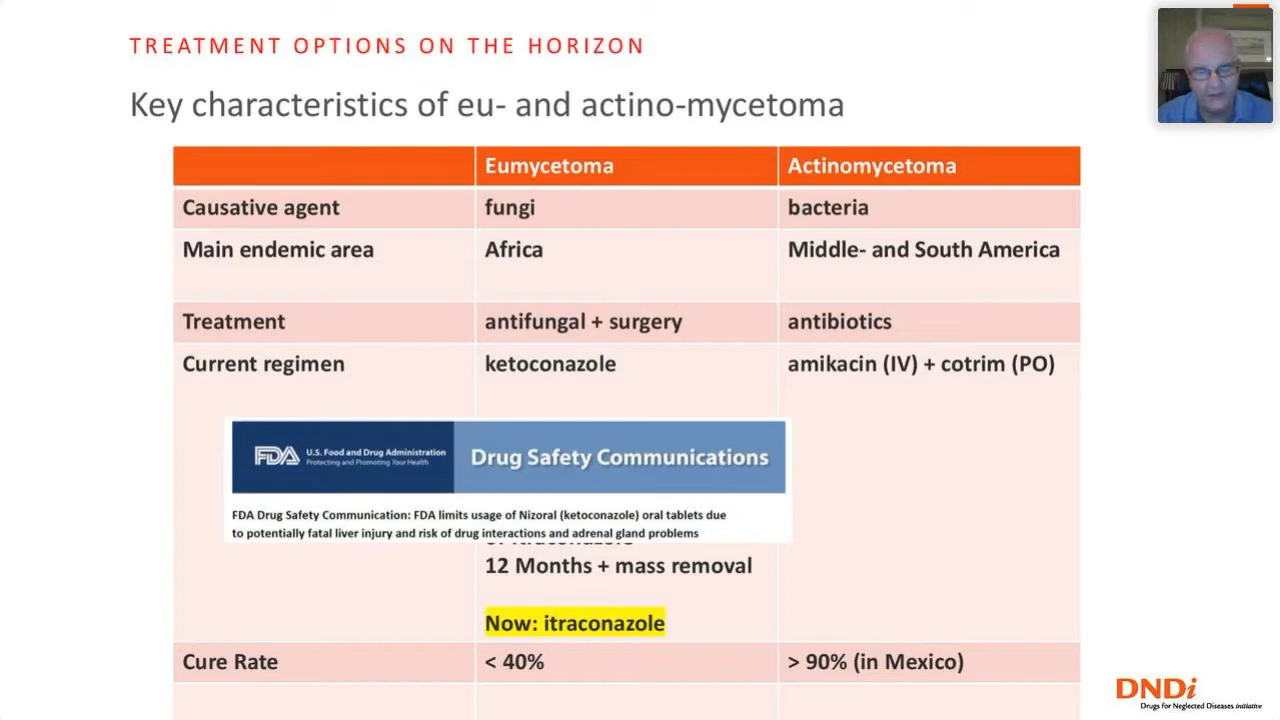 TREATMENT OPTIONS ON THE HORIZON
Key characteristics of eu- and actino-mycetoma
Eumycetoma Actinomycetoma
Causative agent fungi bacteria
Main endemic area Africa Middle- and South America
Treatment antifungal + surgery antibiotics
Current regimen ketoconazole amikacin (IV) + cotrim (PO)
FDA U.S. Food and Drug Administration
Protecting and Promoting Your Health
Drug Safety Communications
FDA Drug Safety Communication: FDA limits usage of Nizoral (ketoconazole) oral tablets due
to potentially fatal liver injury and risk of drug interactions and adrenal gland problems
12 Months + mass removal
Now: itraconazole
Cure Rate < 40% > 90% (in Mexico)
DNDi
Drugs for Neglected Diseases initiative